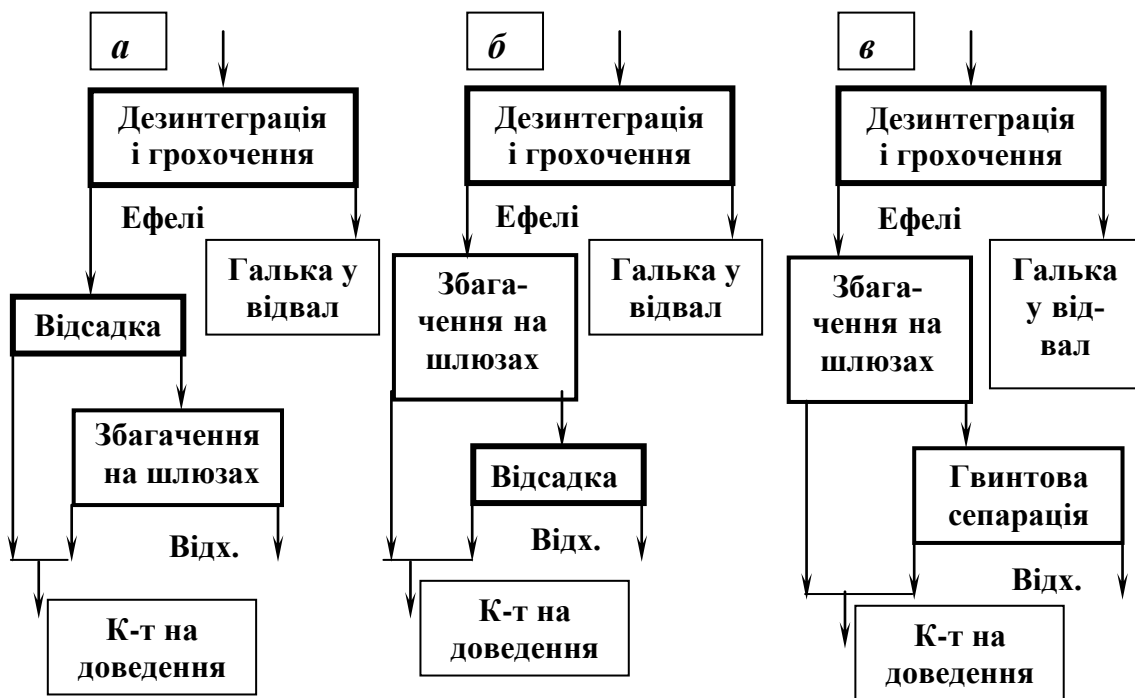 а
Дезинтеграція
і грохочення
Ефелі
Галька у
відвал
Відсадка
Збагачення
на шлюзах
Відх.
К-т на
доведення
б
Дезинтеграція
і грохочення
Ефелі
Збага-
чення на
шлюзах
Галька у
відвал
Відсадка
Відх.
К-т на
доведення
в
Дезинтеграція
і грохочення
Ефелі
Збага-
чення на
шлюзах
Галька
у від-
вал
Гвинтова
сепарація
Відх.
К-т на
доведення